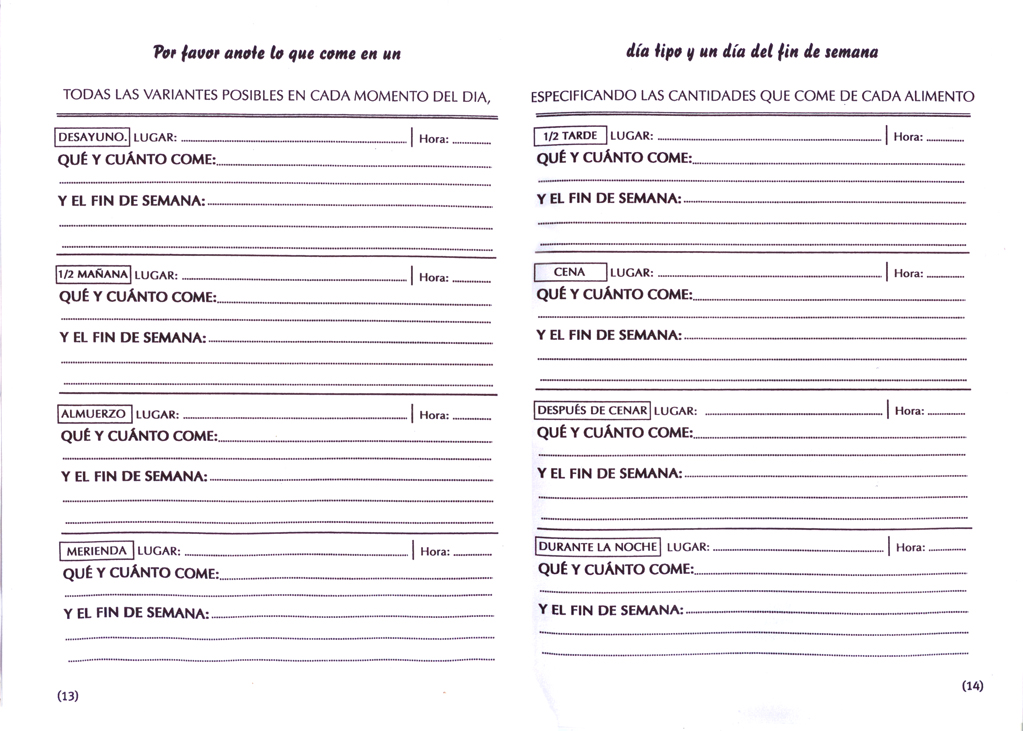 Por favor anote lo que come en un
TODAS LAS VARIANTES POSIBLES EN CADA MOMENTO DEL DIA,
DESAYUNO. LUGAR: Hora:
QUÉ Y CUÁNTO COME:
Y EL FIN DE SEMANA:
1/2 MAÑANA LUGAR: Hora:
QUÉ Y CUÁNTO COME:
Y EL FIN DE SEMANA:
ALMUERZO LUGAR: Hora:
QUÉ Y CUÁNTO COME:
Y EL FIN DE SEMANA:
MERIENDA LUGAR: Hora:
QUÉ Y CUÁNTO COME:
Y EL FIN DE SEMANA:
(13)
día tipo y un día del fin de semana
ESPECIFICANDO LAS CANTIDADES QUE COME DE CADA ALIMENTO
1/2 TARDE LUGAR: Hora:
QUÉ Y CUÁNTO COME:
Y EL FIN DE SEMANA:
CENA LUGAR: Hora:
QUÉ Y CUÁNTO COME:
Y EL FIN DE SEMANA:
DESPUÉS DE CENAR LUGAR: Hora:
QUÉ Y CUÁNTO COME:
Y EL FIN DE SEMANA:
DURANTE LA NOCHE LUGAR: Hora:
QUÉ Y CUÁNTO COME:
Y EL FIN DE SEMANA:
(14)